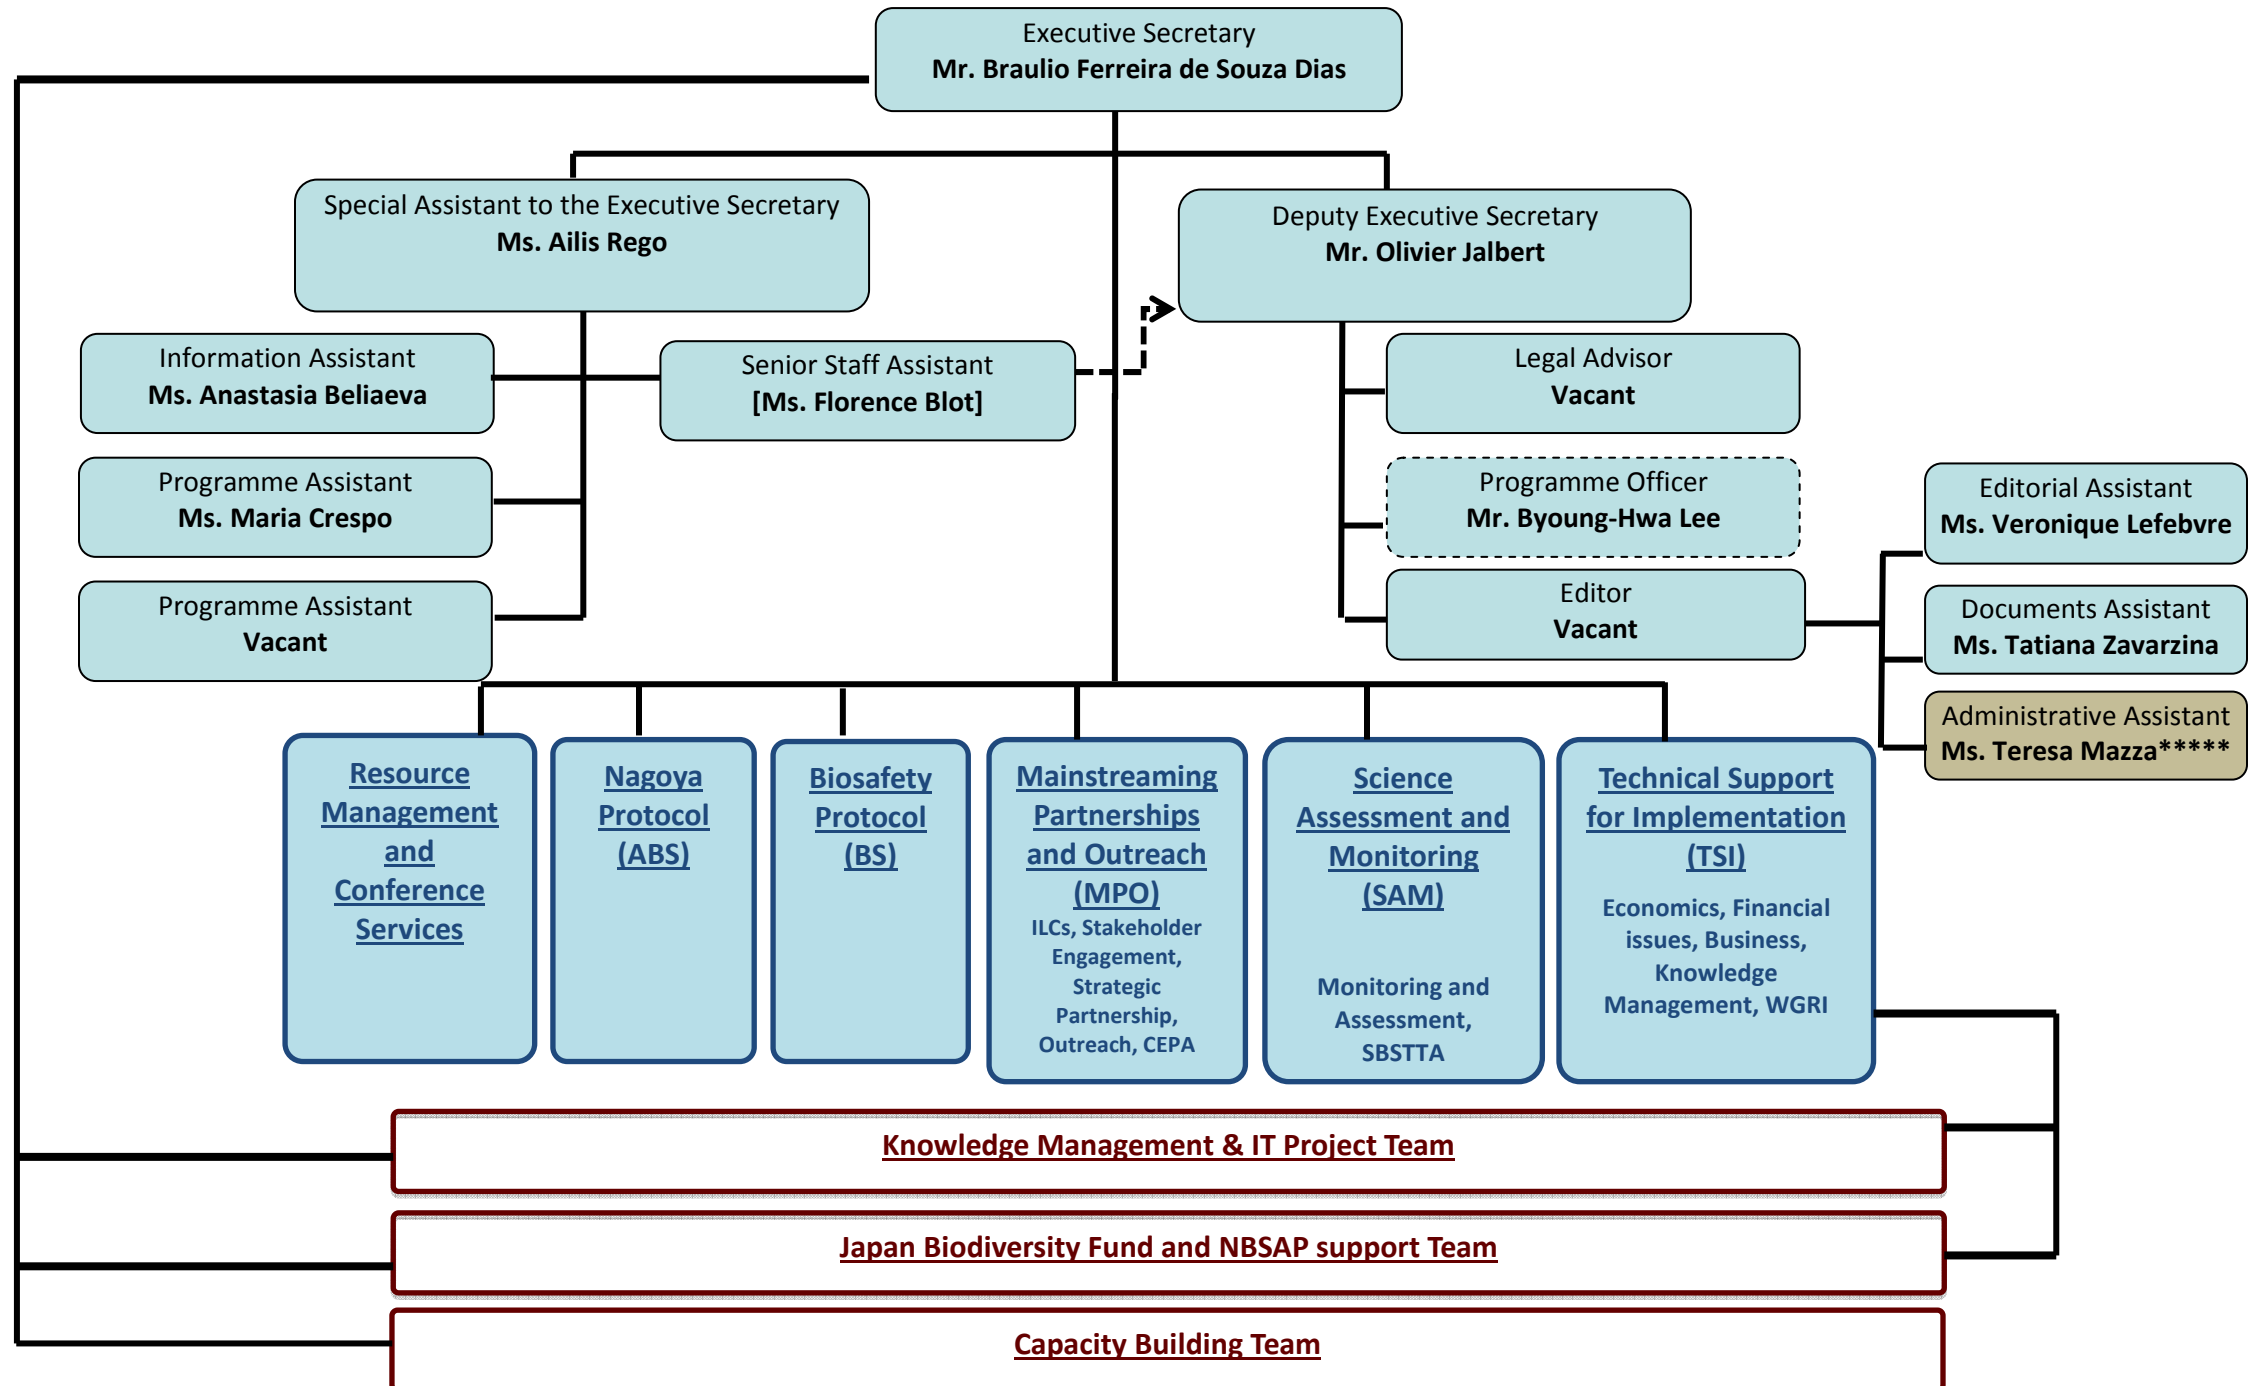 Executive Secretary
Mr. Braulio Ferreira de Souza Dias
Special Assistant to the Executive Secretary
Ms. Ailis Rego
Deputy Executive Secretary
Mr. Olivier Jalbert
Information Assistant
Ms. Anastasia Beliaeva
Senior Staff Assistant
[Ms. Florence Blot]
Legal Advisor
Vacant
Programme Assistant
Ms. Maria Crespo
Programme Officer
Mr. Byoung-Hwa Lee
Editorial Assistant
Ms. Veronique Lefebvre
Programme Assistant
Vacant
Editor
Vacant
Documents Assistant
Ms. Tatiana Zavarzina
Administrative Assistant
Ms. Teresa Mazza*****
Resource
Management
and
Conference
Services
Nagoya
Protocol
(ABS)
Biosafety
Protocol
(BS)
Mainstreaming
Partnerships
and Outreach
(MPO)
ILCs, Stakeholder
Engagement,
Strategic
Partnership,
Outreach, CEPA
Science
Assessment and
Monitoring
(SAM)
Monitoring and
Assessment,
SBSTTA
Technical Support
for Implementation
(TSI)
Economics, Financial
issues, Business,
Knowledge
Management, WGRI
Knowledge Management & IT Project Team
Japan Biodiversity Fund and NBSAP support Team
Capacity Building Team